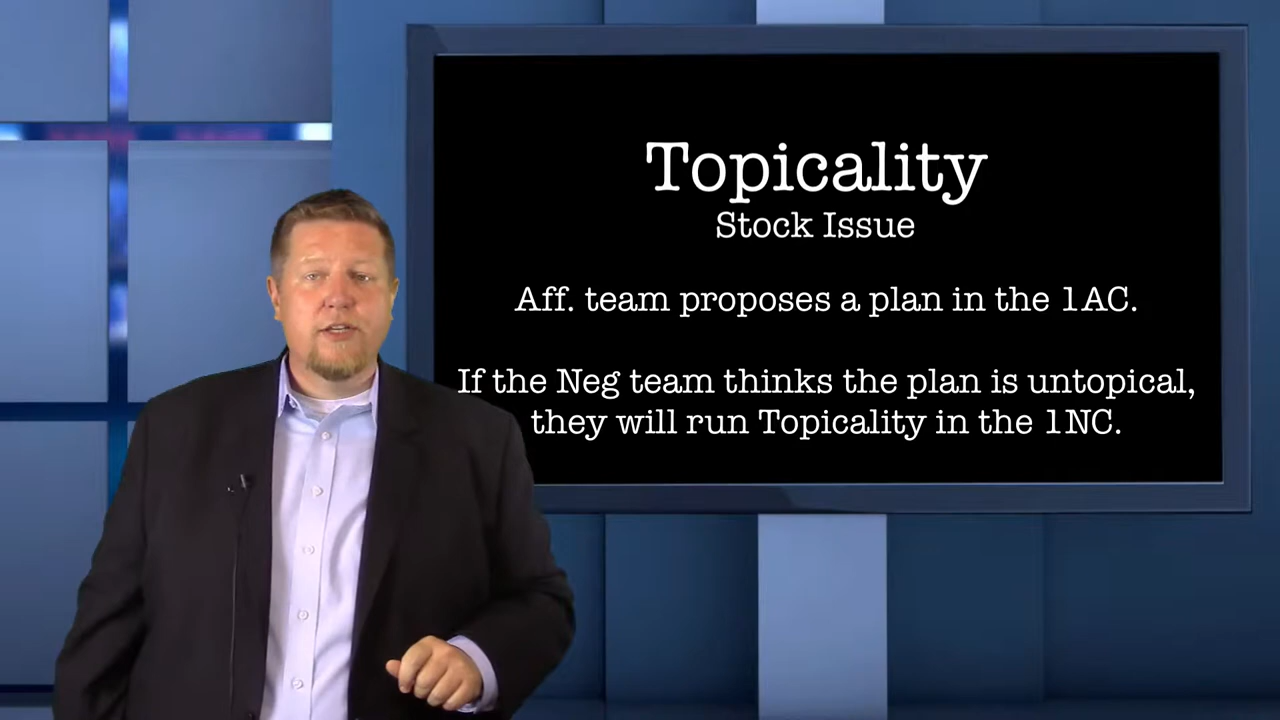 Topicality
Stock Issue
Aff. team proposes a plan in the 1AC.
If the Neg team thinks the plan is untopical,
they will run Topicality in the 1NC.